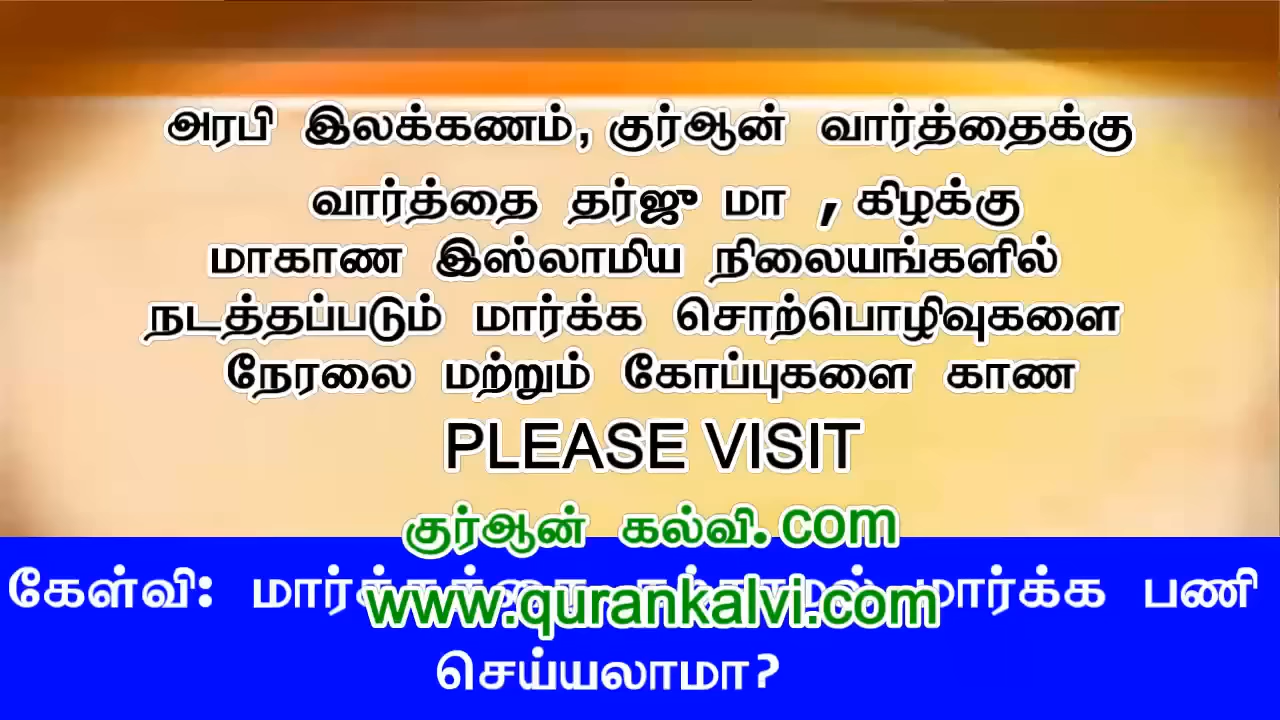 அரபி இலக்கணம்,குர்ஆன் வார்த்தைக்கு
வார்த்தை தர்ஜு மா ,கிழக்கு
மாகாண இஸ்லாமிய நிலையங்களில்
நடத்தப்படும் மார்க்க சொற்பொழிவுகளை
நேரலை மற்றும் கோப்புகளை காண
PLEASE VISIT
குர்ஆன் கல்வி.com
கேள்வி: மார்க்க பணி
www.qurankalvi.com
செய்யலாமா?